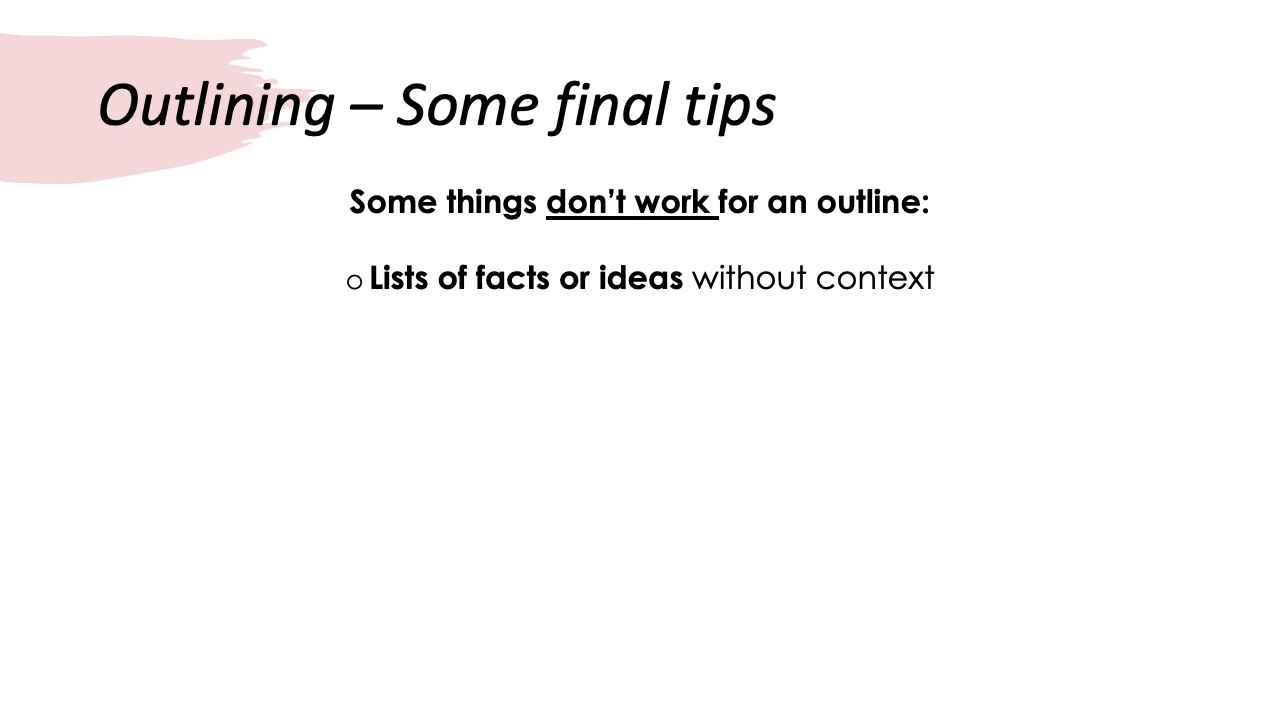 Outlining – Some final tips
Some things don’t work for an outline:
o Lists of facts or ideas without context